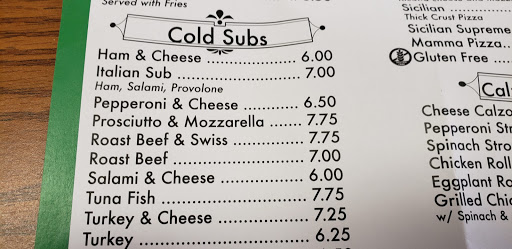 Served with Fries
Cold Subs
Ham & Cheese ........................ 6.00
Italian Sub ........................... 7.00
Ham, Salami, Provolone
Pepperoni & Cheese ............. 6.50
Prosciutto & Mozzarella ....... 7.75
Roast Beef & Swiss ............... 7.75
Roast Beef ........................... 7.00
Salami & Cheese .................. 6.00
Tuna Fish ............................ 7.75
Turkey & Cheese .................. 7.25
Turkey ................................ 6.25
Sicilian
Thick Crust Pizza
Sicilian Supreme
Mamma Pizza..
Gluten Free ......
Cal
Cheese Calzo
Pepperoni Str
Spinach Stro
Chicken Roll
Eggplant Ro
Grilled Chic
w/ Spinach &